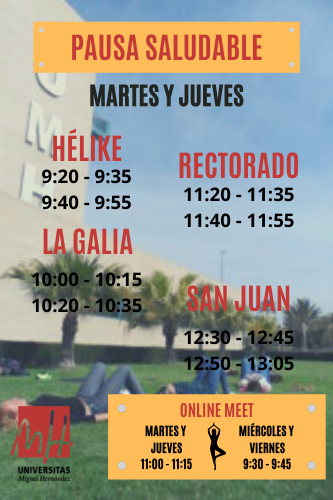 PAUSA SALUDABLE
MARTES Y JUEVES
HÉLIKE
9:20 - 9:35
9:40 - 9:55
RECTORADO
11:20 - 11:35
11:40 - 11:55
LA GALIA
10:00 - 10:15
10:20 - 10:35
SAN JUAN
12:30 - 12:45
12:50 - 13:05
ONLINE MEET
MARTES Y
JUEVES
11:00 - 11:15
MIÉRCOLES Y
VIERNES
9:30 - 9:45
UNIVERSITAS
Miguel Hernández